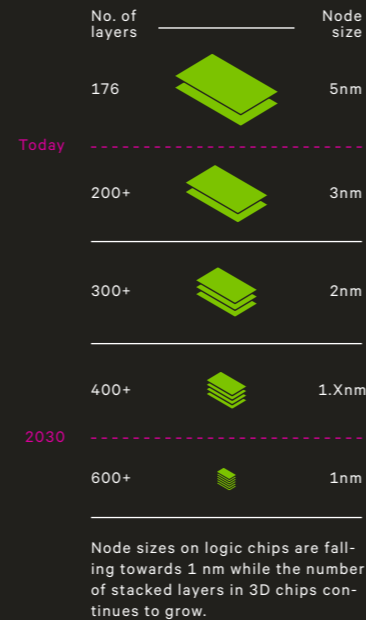 No. of layers
Node size
176
5nm
Today
200+
3nm
300+
2nm
400+
1.Xnm
2030
600+
1nm
Node sizes on logic chips are fall-
ing towards 1 nm while the number
of stacked layers in 3D chips con-
tinues to grow.